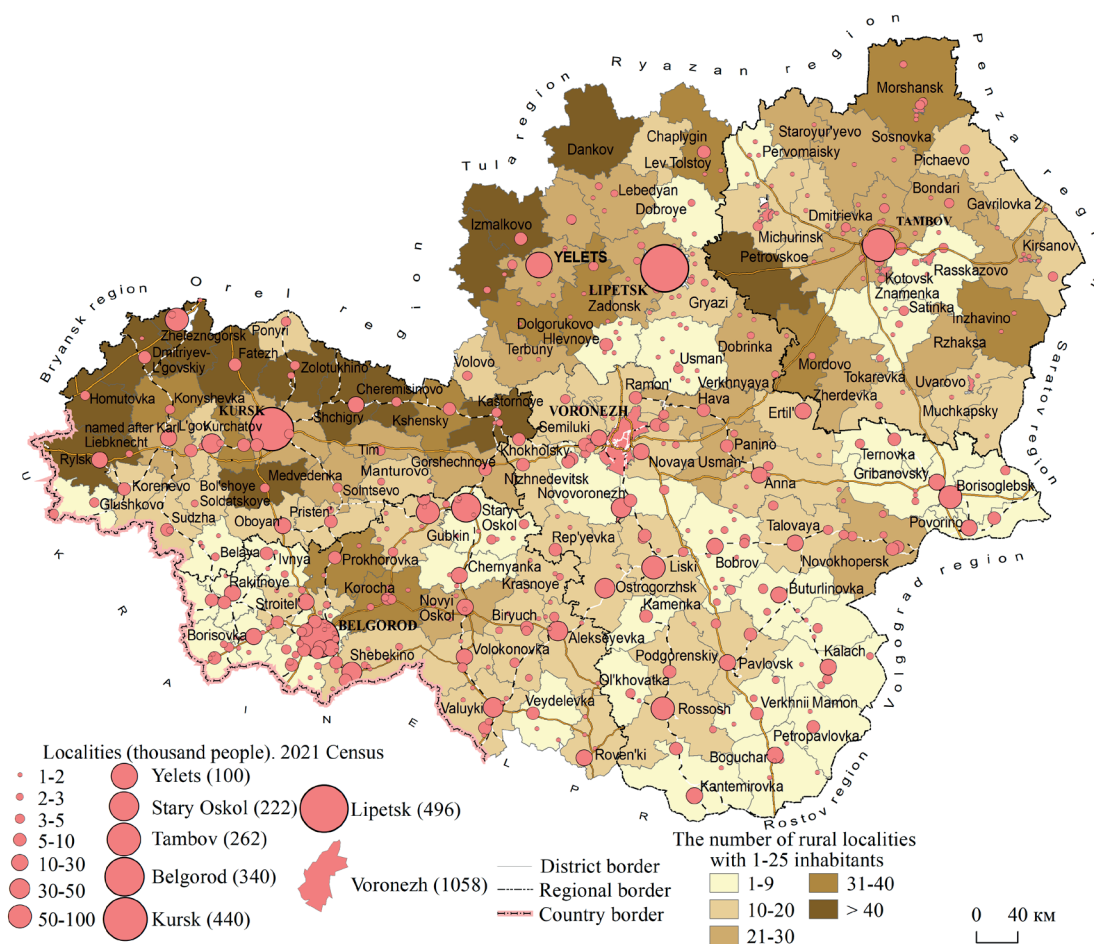 Ryazan region
Penza region
Tula region
Orel region
Bryansk region
Saratov region
Volgograd region
Rostov region
UKRAINE
LPR
Morshansk
Chaplygin
Staroyur'yevo
Sosnovka
Dankov
Lev Tolstoy
Pervomaisky
Pichaevo
Lebedyan
Bondari
Izmalkovo
Dobroye
Dmitrievka
TAMBOV
Gavrilovka 2
Michurinsk
Kirsanov
YELETS
Petrovskoe
Rasskazovo
Kotovsk
LIPETSK
Znamenka
Zadonsk
Gryazi
Satinka
Inzhavino
Zheleznogorsk
Ponyri
Dolgorukovo
Hlevnoye
Rzhaksa
Dmitriyev-
L'govskiy
Fatezh
Zolotukhino
Volovo
Terbuny
Usman'
Dobrinka
Mordovo
Tokarevka
Uvarovo
Homutovka
Konyshevka
Cheremisinovo
Ramon'
Verkhnyaya
Hava
Zherdevka
KURSK
Shchigry
Kshensky
Kastornoye
VORONEZH
Ertil'
Muchkapsky
named after Karl
Liebknecht
L'gov
Kurchatov
Semiluki
Tim
Khokholsky
Panino
Ternovka
Rylsk
Medvedenka
Manturovo
Gorshechnoye
Nizhnedevitsk
Novaya Usman'
Gribanovsky
Korenevo
Bol'shoye
Soldatskoye
Solntsevo
Novovoronezh
Anna
Borisoglebsk
Glushkovo
Sudzha
Oboyan'
Pristen'
Stary
Oskol
Povorino
Gubkin
Talovaya
Belaya
Ivnya
Prokhorovka
Rep'yevka
Chernyanka
Liski
Bobrov
Novokhopersk
Rakitnoye
Korocha
Krasnoye
Ostrogorzhsk
Buturlinovka
Stroitel'
Novyi
Oskol
Biryuch
Kamenka
Borisovka
BELGOROD
Alekseyevka
Shebekino
Volokonovka
Podgorenskiy
Pavlovsk
Kalach
Ol'khovatka
Valuyki
Veydelevka
Rossosh
Verkhnii Mamon
Petropavlovka
Roven'ki
Boguchar
Kantemirovka
Localities (thousand people). 2021 Census
1-2
2-3
3-5
5-10
10-30
30-50
50-100
Yelets (100)
Stary Oskol (222)
Tambov (262)
Belgorod (340)
Kursk (440)
Lipetsk (496)
Voronezh (1058)
District border
Regional border
Country border
The number of rural localities
with 1-25 inhabitants
1-9
10-20
21-30
31-40
> 40
0 40 км